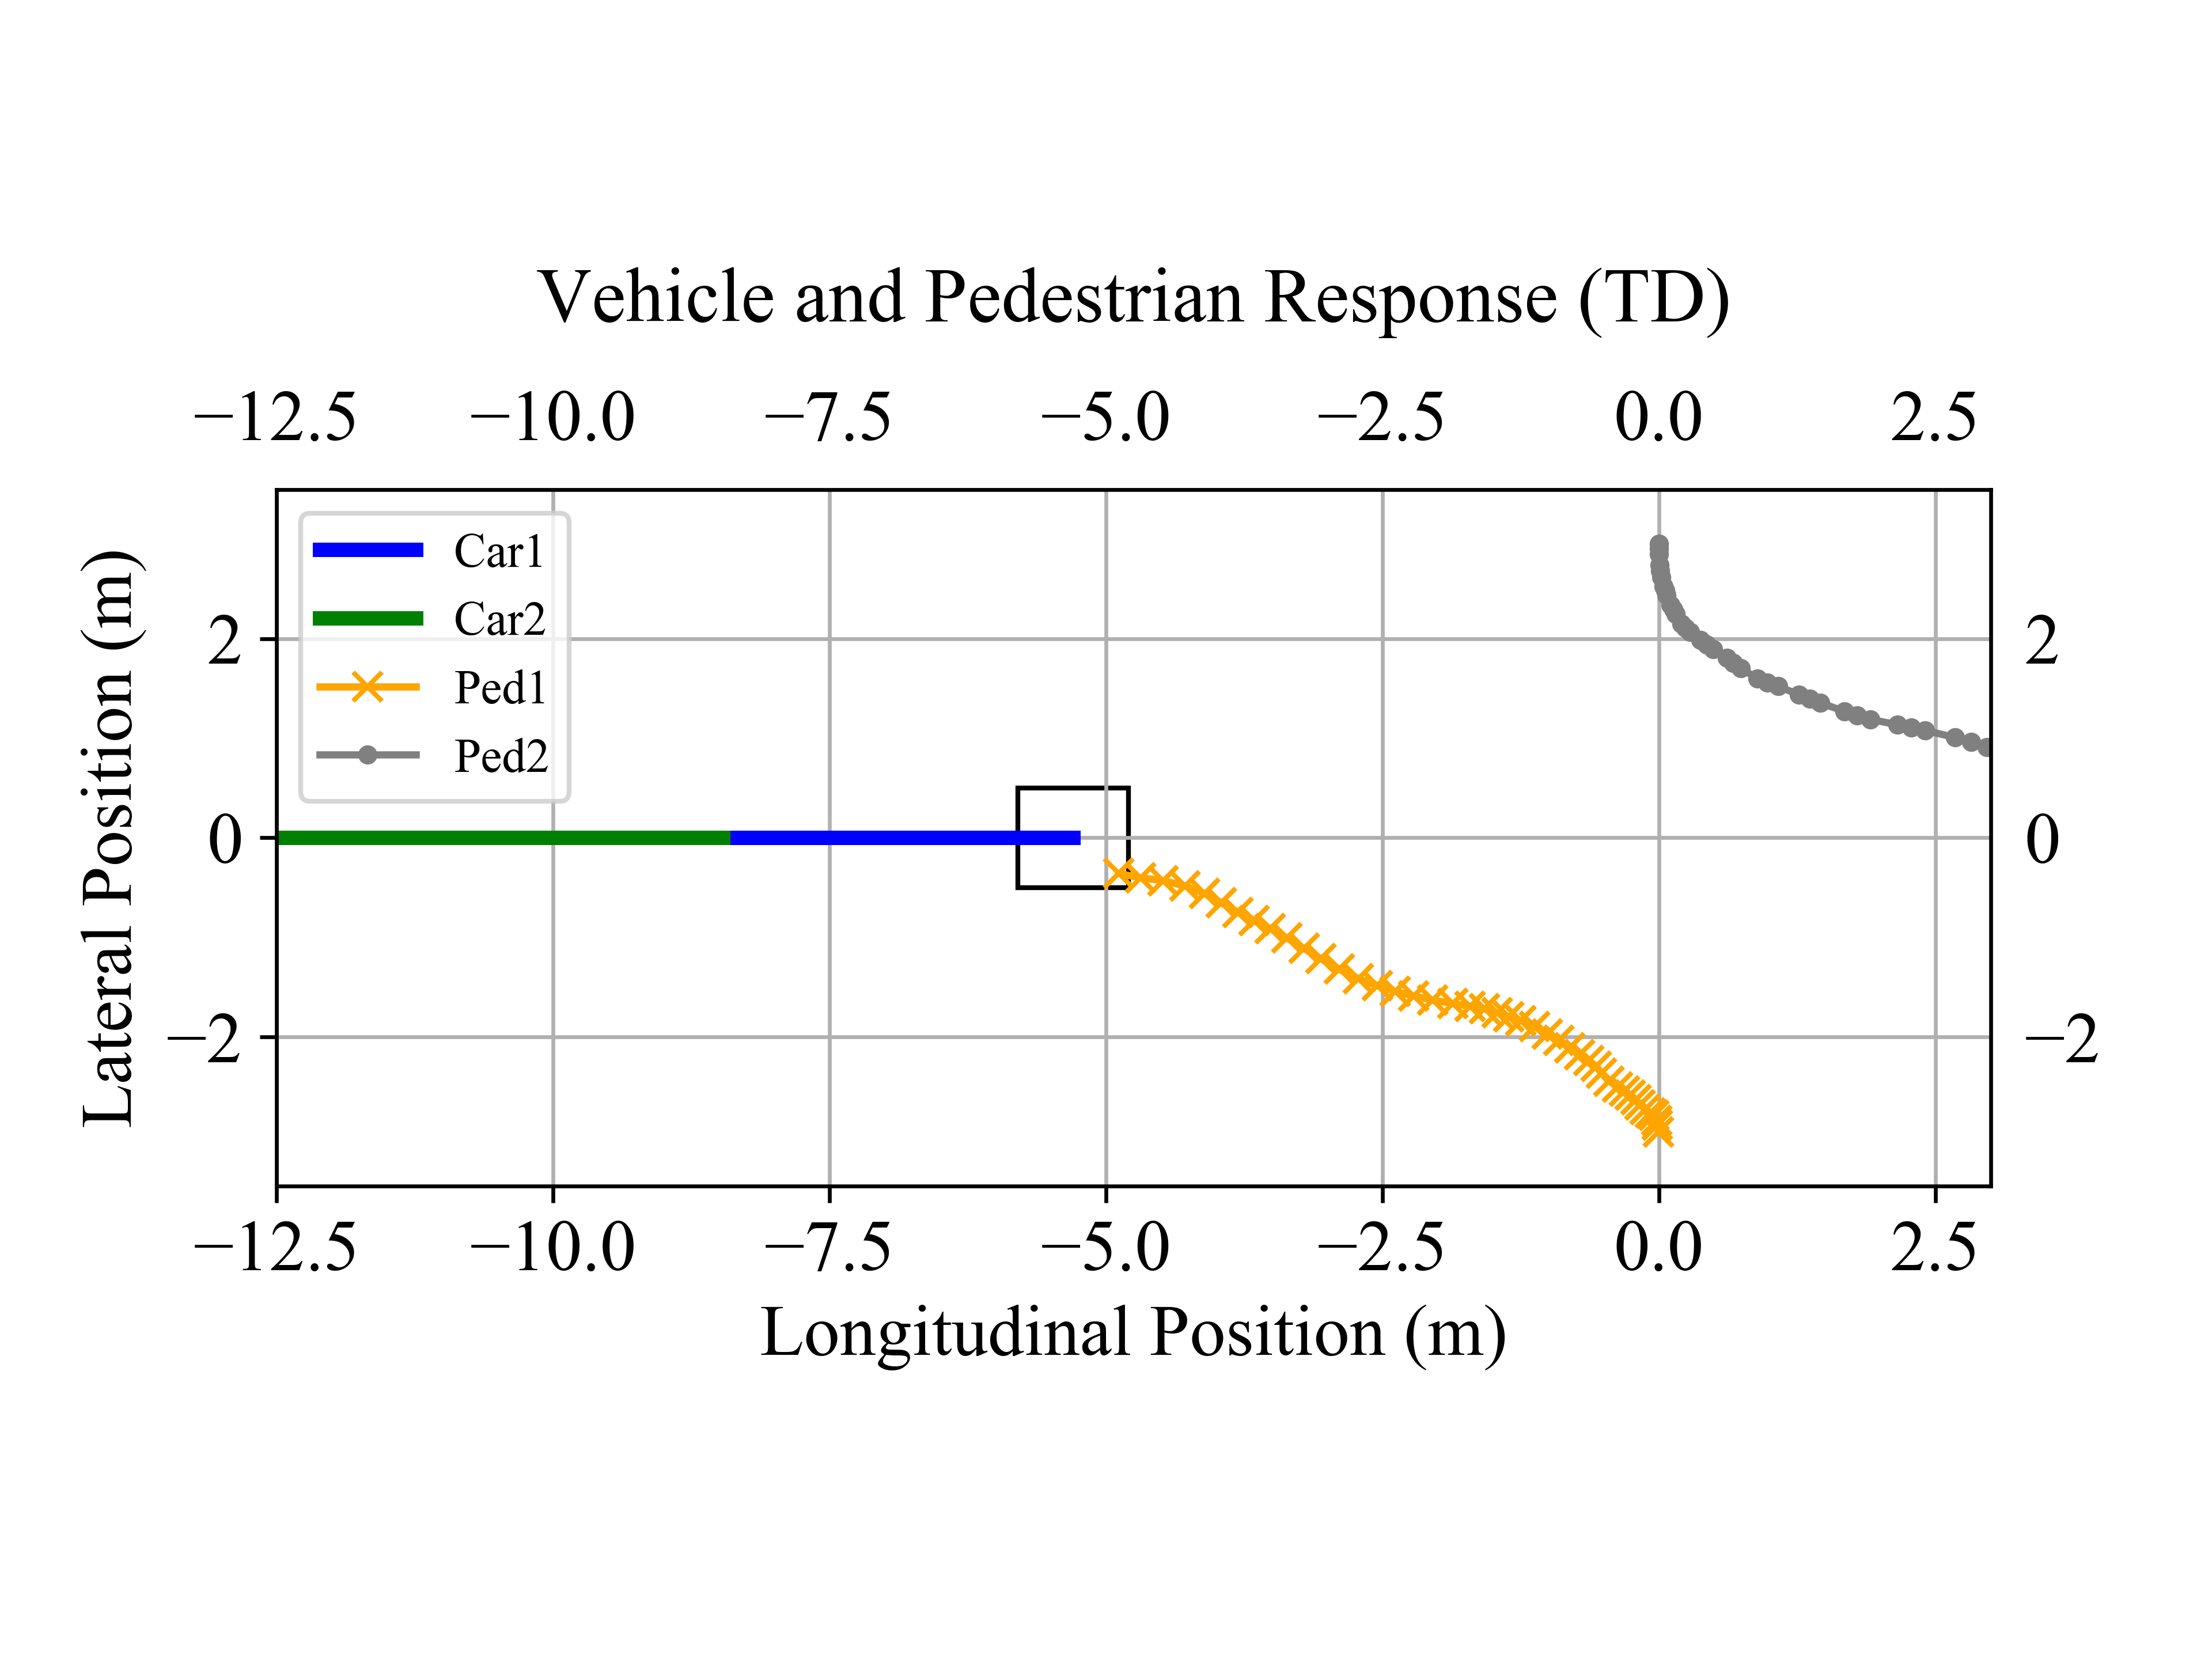 Vehicle and Pedestrian Response (TD)
−12.5 −10.0 −7.5 −5.0 −2.5 0.0 2.5
Car1
Car2
Ped1
Ped2
Lateral Position (m)
2 2
0 0
−2 −2
−12.5 −10.0 −7.5 −5.0 −2.5 0.0 2.5
Longitudinal Position (m)